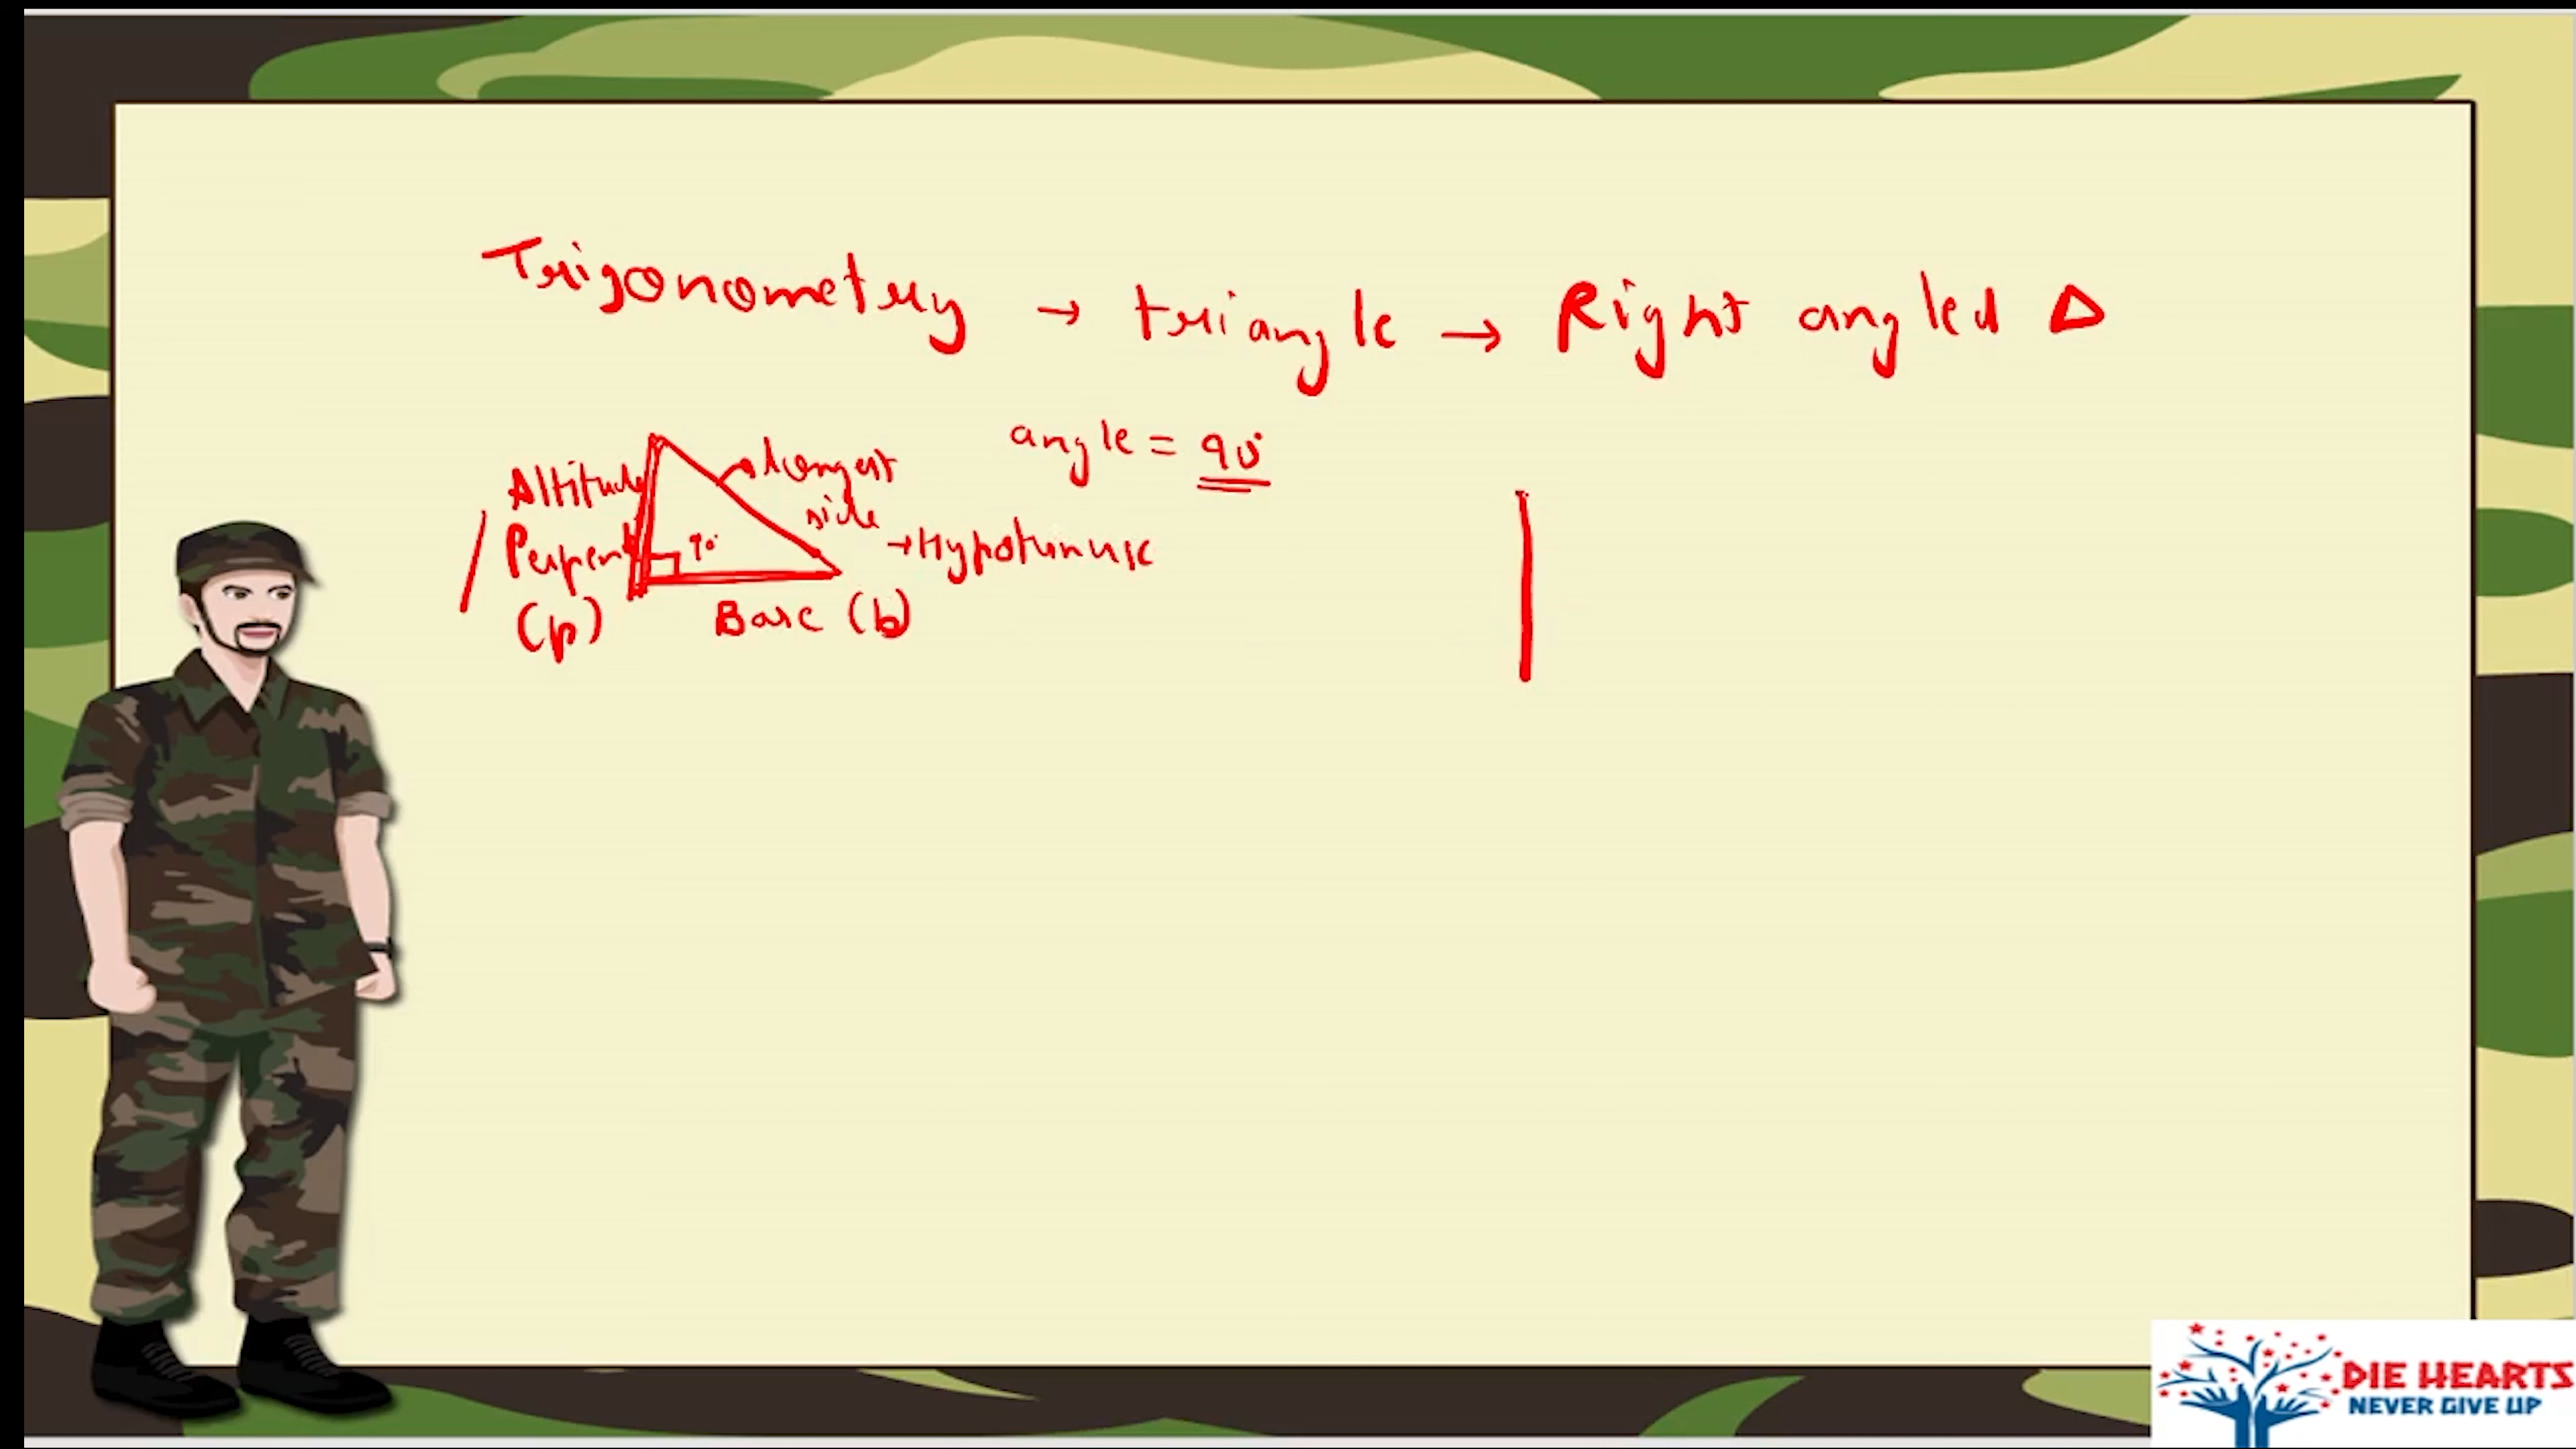 Trigonometry → triangle → Right angled Δ
angle = 90°
Altitude
longest
side
Perpen
90°
→ Hypotenuse
(p)
Base (b)
DIE HEARTS
NEVER GIVE UP